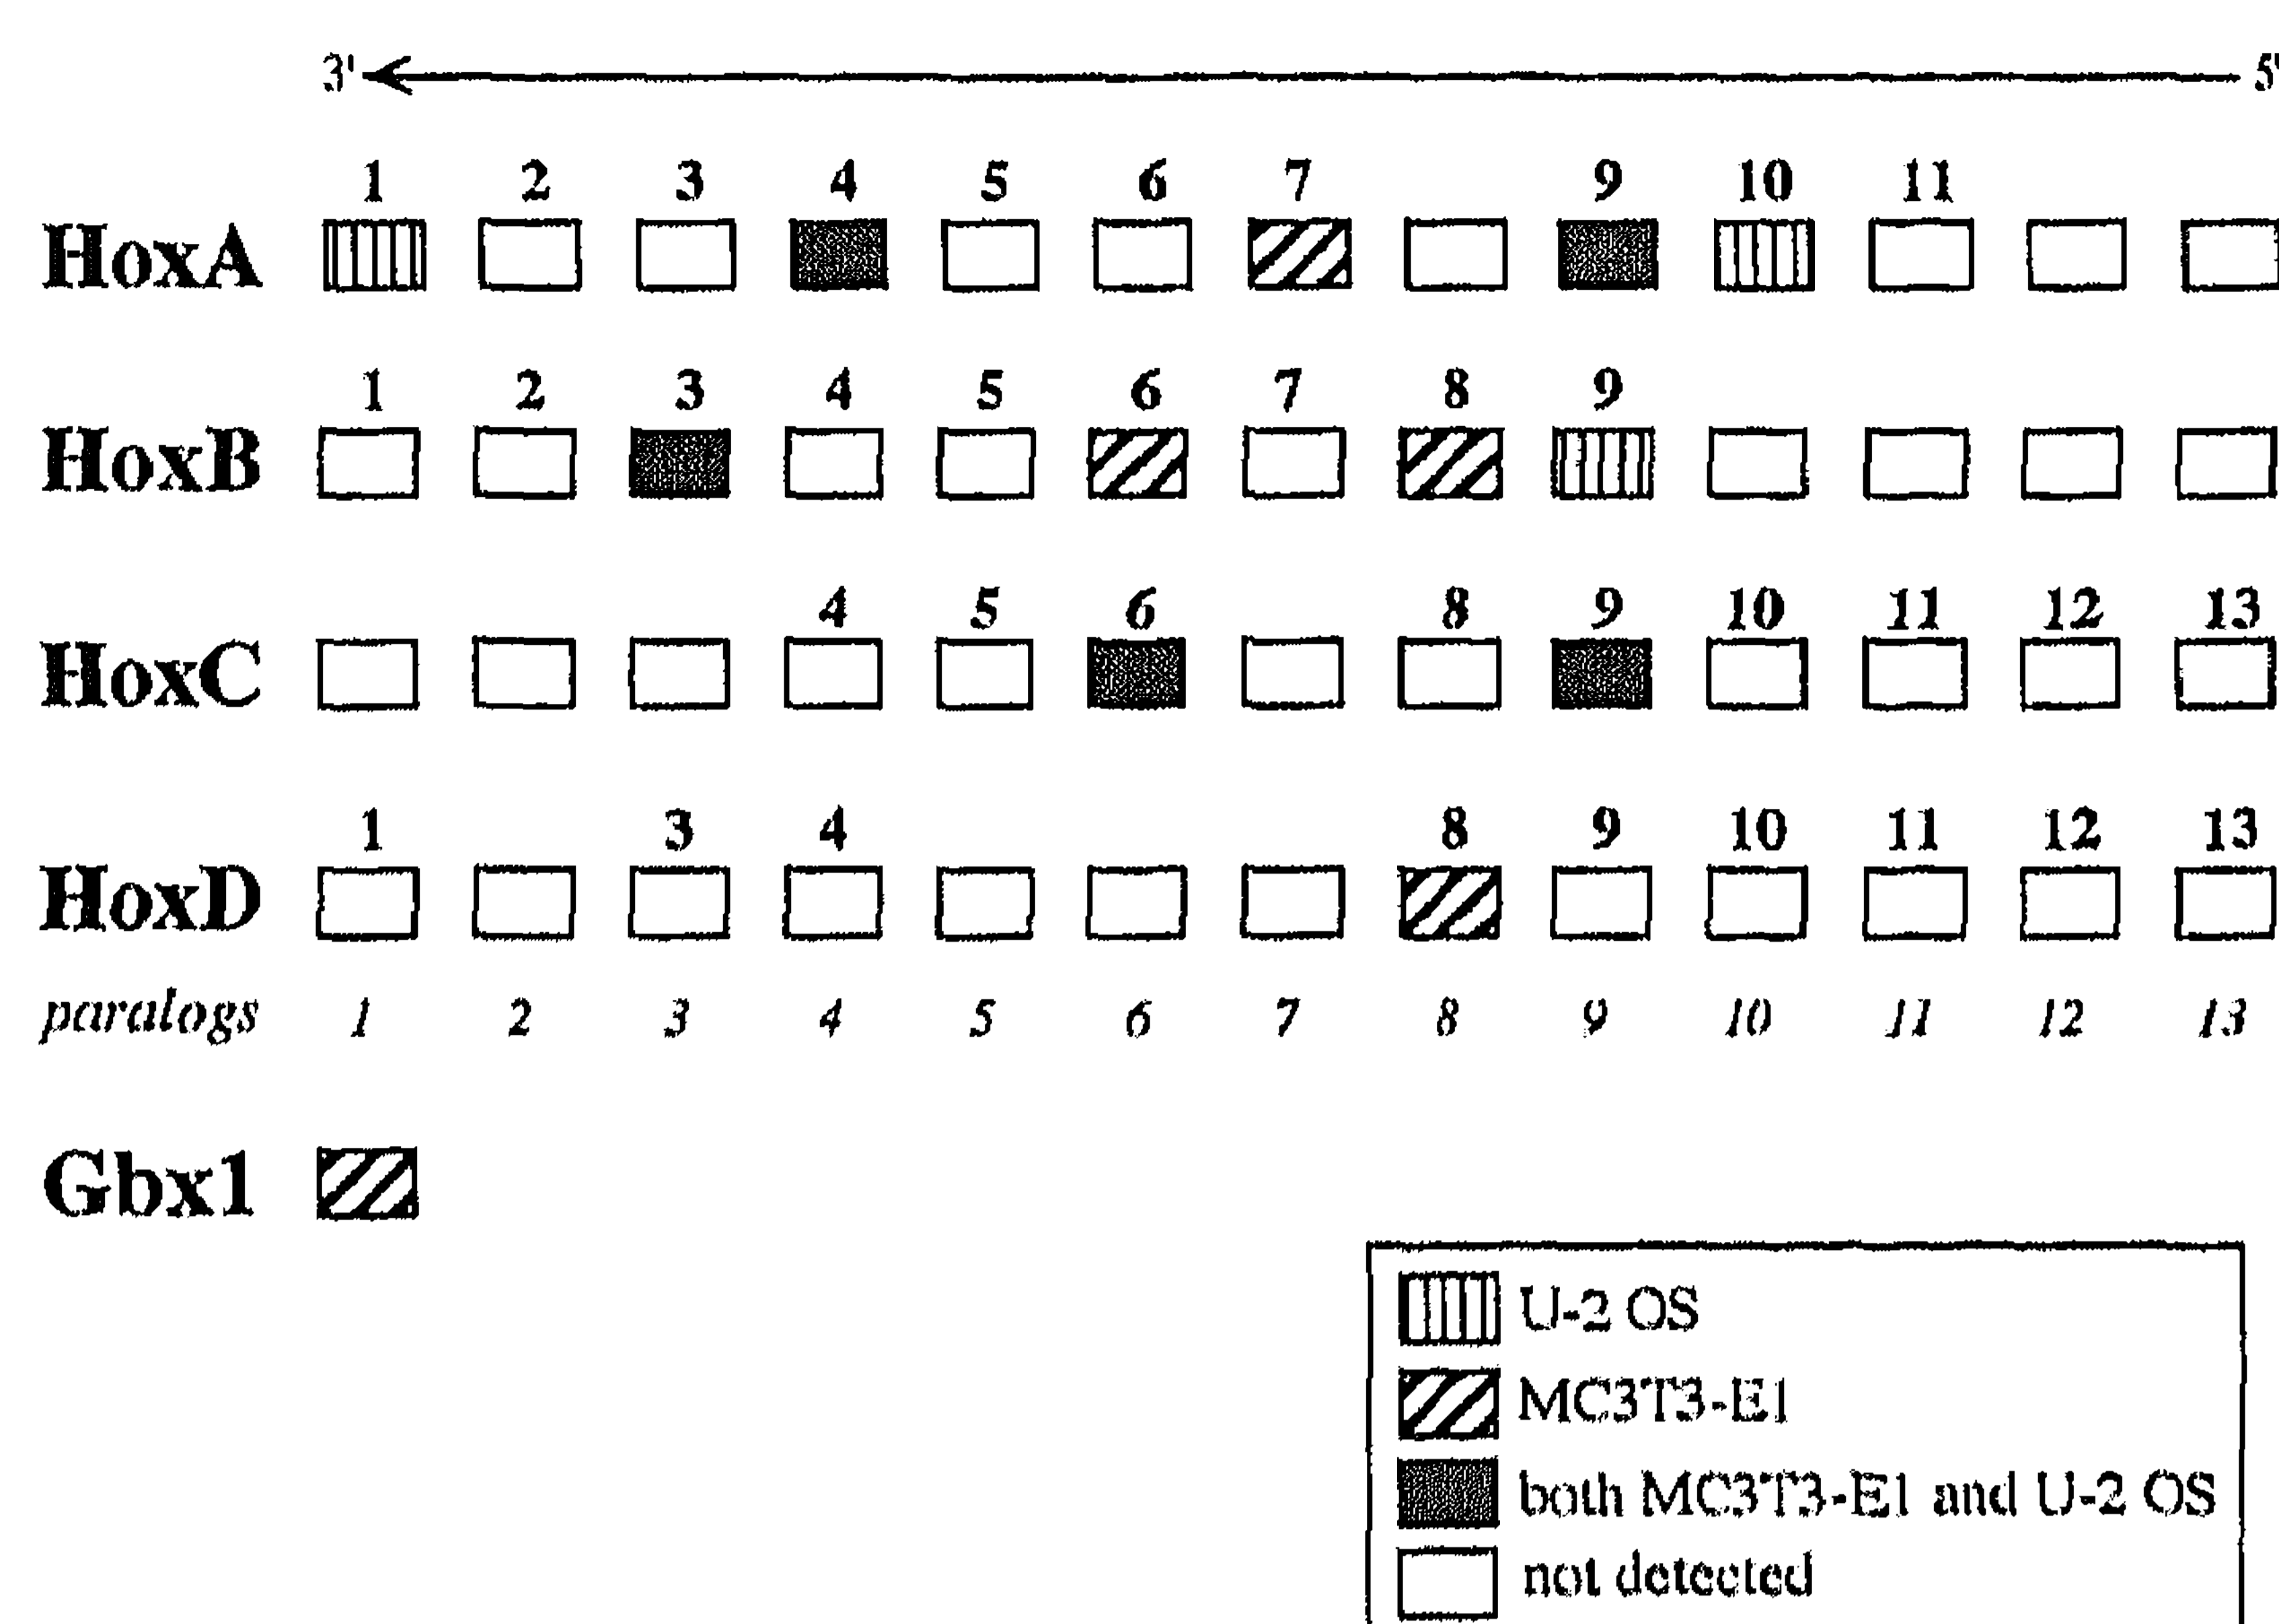 3' 5'
1 2 3 4 5 6 7 9 10 11
HoxA
1 2 3 4 5 6 7 8 9
HoxB
4 5 6 8 9 10 11 12 13
HoxC
1 3 4 8 9 10 11 12 13
HoxD
paralogs 1 2 3 4 5 6 7 8 9 10 11 12 13
Gbx1
U-2 OS
MC3T3-E1
both MC3T3-E1 and U-2 OS
not detected